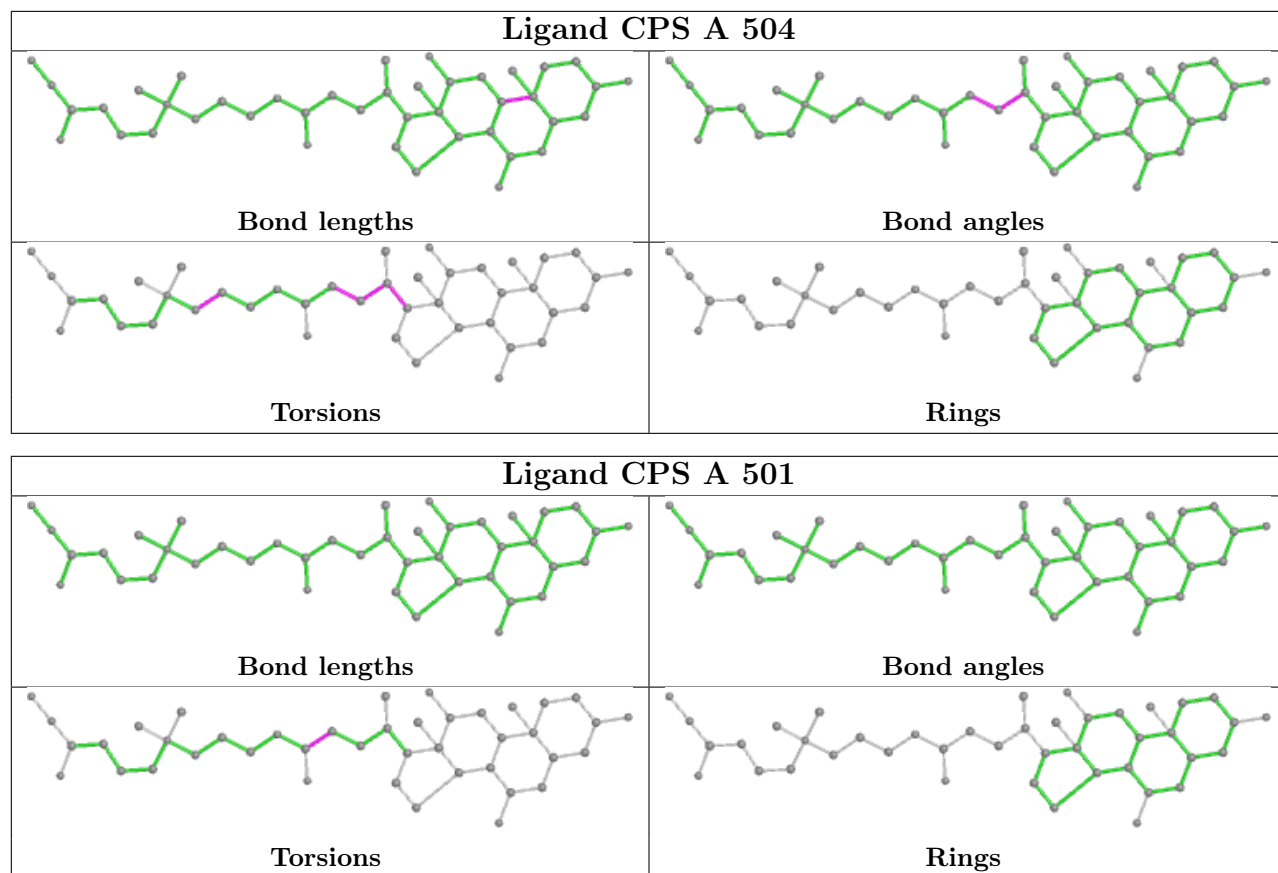 Ligand CPS A 504
Bond lengths
Bond angles
Torsions
Rings
Ligand CPS A 501
Bond lengths
Bond angles
Torsions
Rings